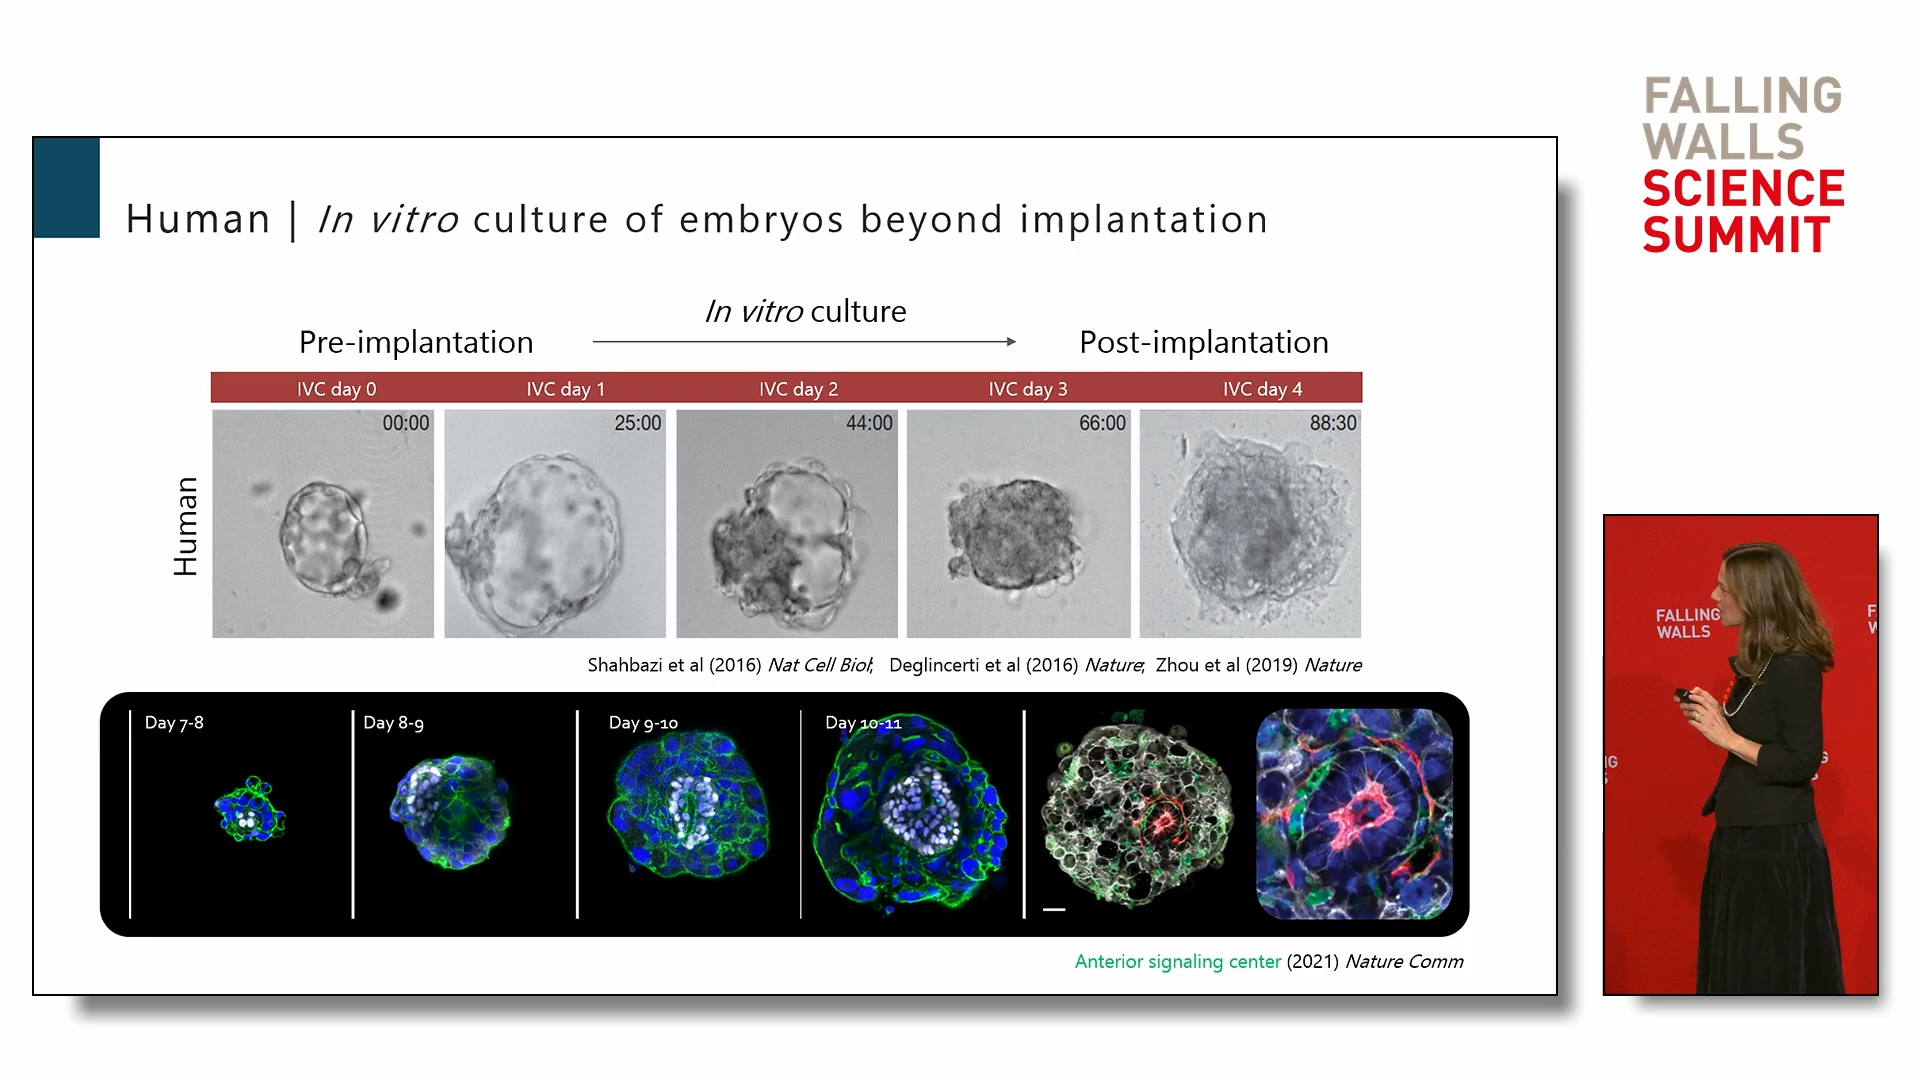 FALLING
WALLS
SCIENCE
SUMMIT
Human | In vitro culture of embryos beyond implantation
In vitro culture
Pre-implantation
Post-implantation
IVC day 0
IVC day 1
IVC day 2
IVC day 3
IVC day 4
00:00
25:00
44:00
66:00
88:30
Human
Shahbazi et al (2016) Nat Cell Biol; Deglincerti et al (2016) Nature; Zhou et al (2019) Nature
Day 7-8
Day 8-9
Day 9-10
Day 10-11
Anterior signaling center (2021) Nature Comm
FALLING
WALLS